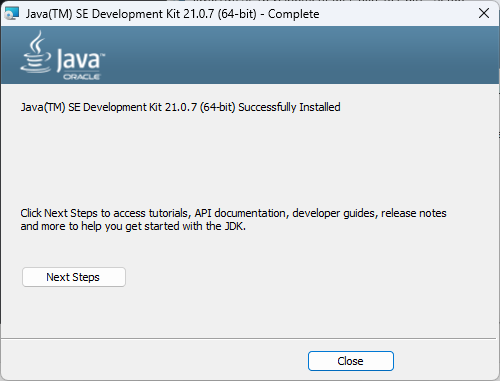 Java(TM) SE Development Kit 21.0.7 (64-bit) - Complete
Java
ORACLE
Java(TM) SE Development Kit 21.0.7 (64-bit) Successfully Installed
Click Next Steps to access tutorials, API documentation, developer guides, release notes
and more to help you get started with the JDK.
Next Steps
Close